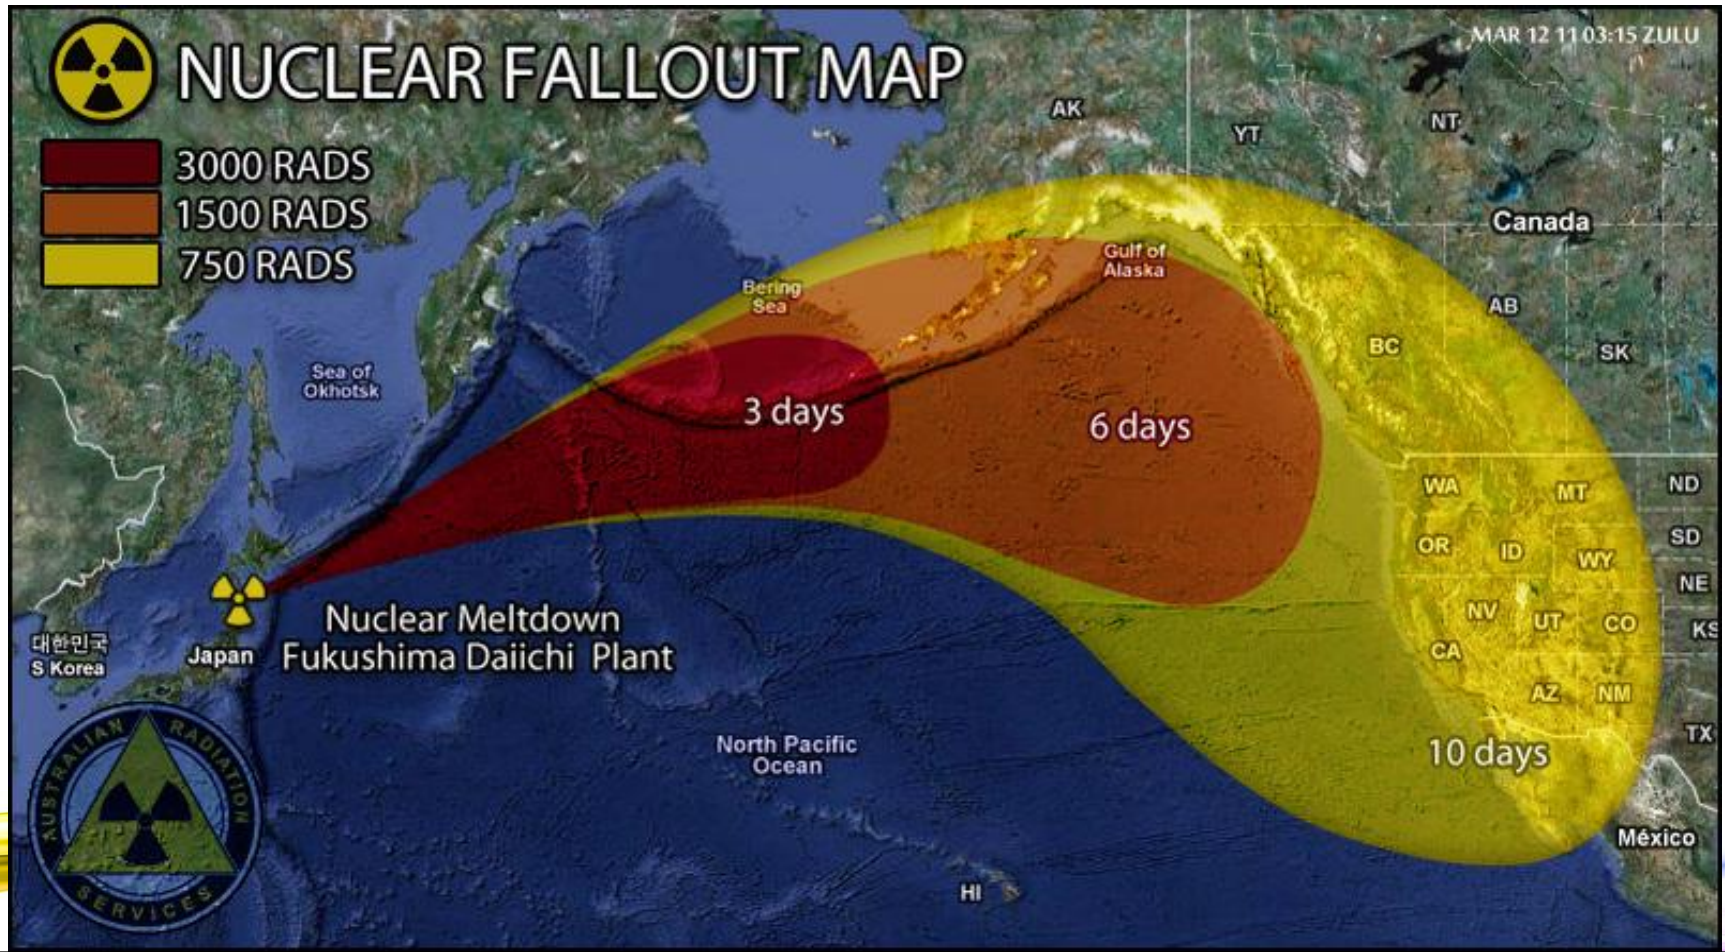 NUCLEAR FALLOUT MAP
MAR 12 11 03:15 ZULU
3000 RADS
1500 RADS
750 RADS
AK
YT
NT
Canada
Gulf of
Alaska
Bering
Sea
AB
BC
SK
Sea of
Okhotsk
3 days
6 days
WA
MT
ND
OR
ID
WY
SD
NE
NV
UT
CO
KS
CA
AZ
NM
TX
Nuclear Meltdown
Fukushima Daiichi Plant
대한민국
S Korea
Japan
North Pacific
Ocean
10 days
México
HI
AUSTRALIAN RADIATION
SERVICES